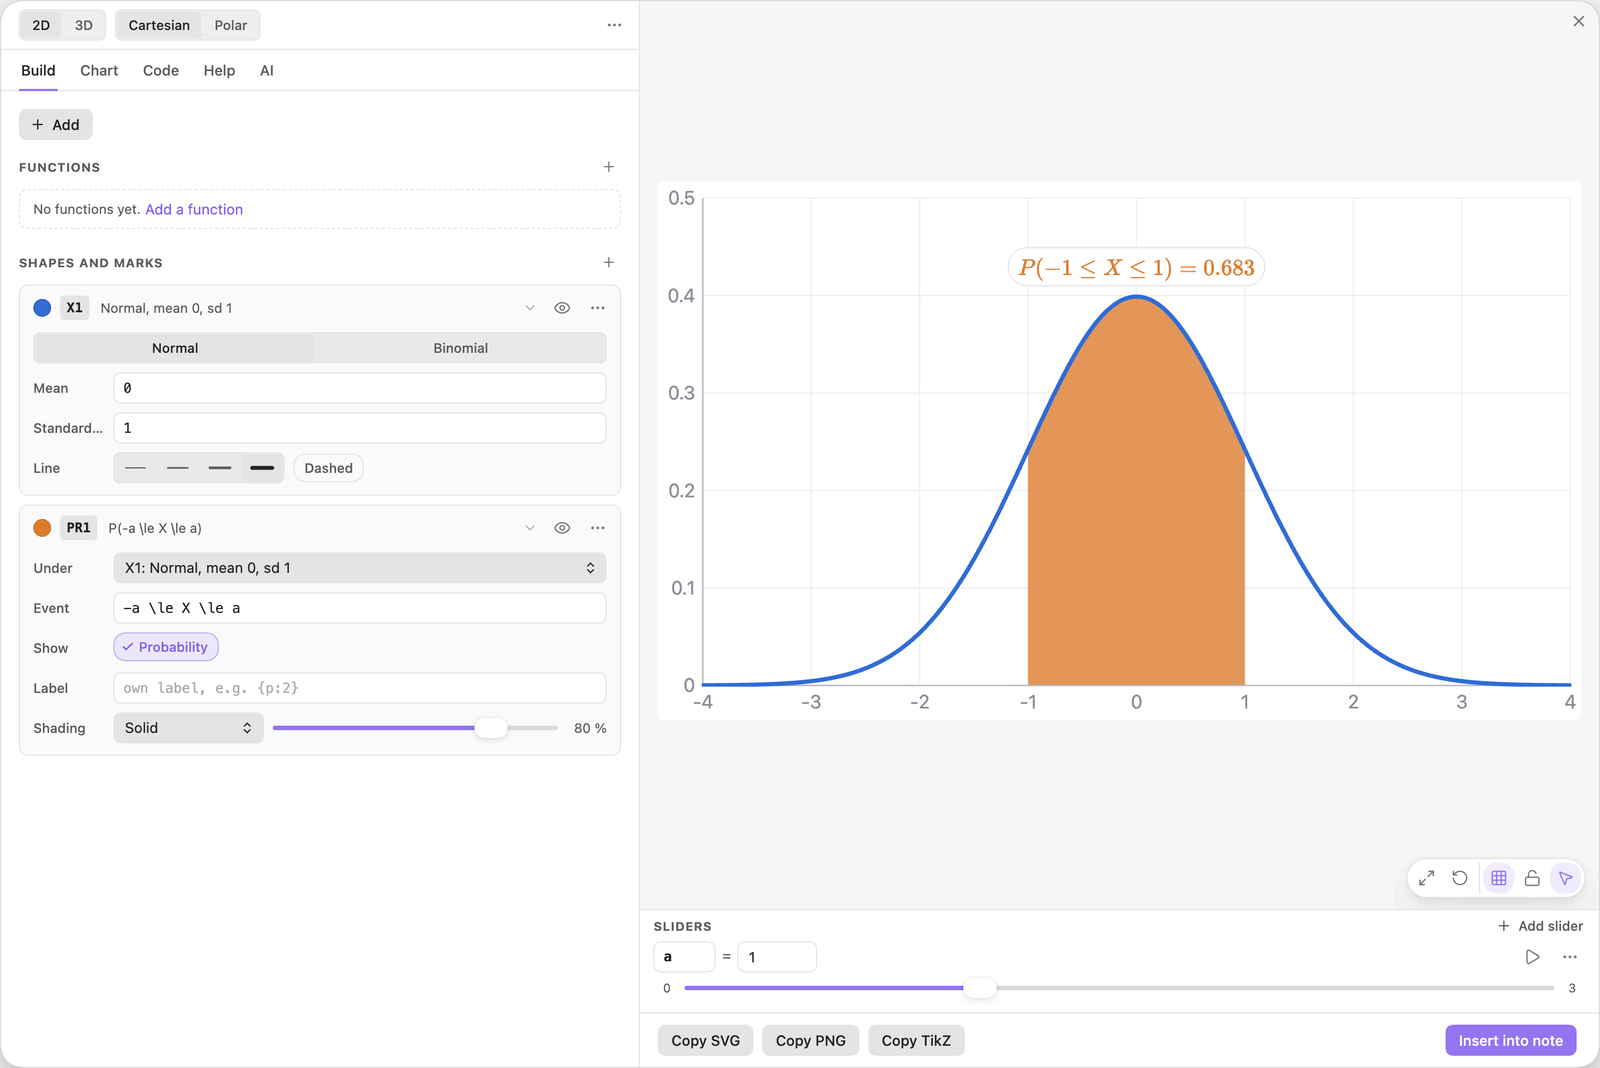 2D 3D Cartesian Polar
Build Chart Code Help AI
+ Add
FUNCTIONS
No functions yet. Add a function
SHAPES AND MARKS
X1 Normal, mean 0, sd 1
Normal Binomial
Mean 0
Standard... 1
Line Dashed
PR1 P(-a \le X \le a)
Under X1: Normal, mean 0, sd 1
Event -a \le X \le a
Show Probability
Label own label, e.g. {p:2}
Shading Solid 80 %
0.5
P(−1 ≤ X ≤ 1) = 0.683
0.4
0.3
0.2
0.1
0
-4 -3 -2 -1 0 1 2 3 4
SLIDERS + Add slider
a = 1
0 3
Copy SVG Copy PNG Copy TikZ Insert into note